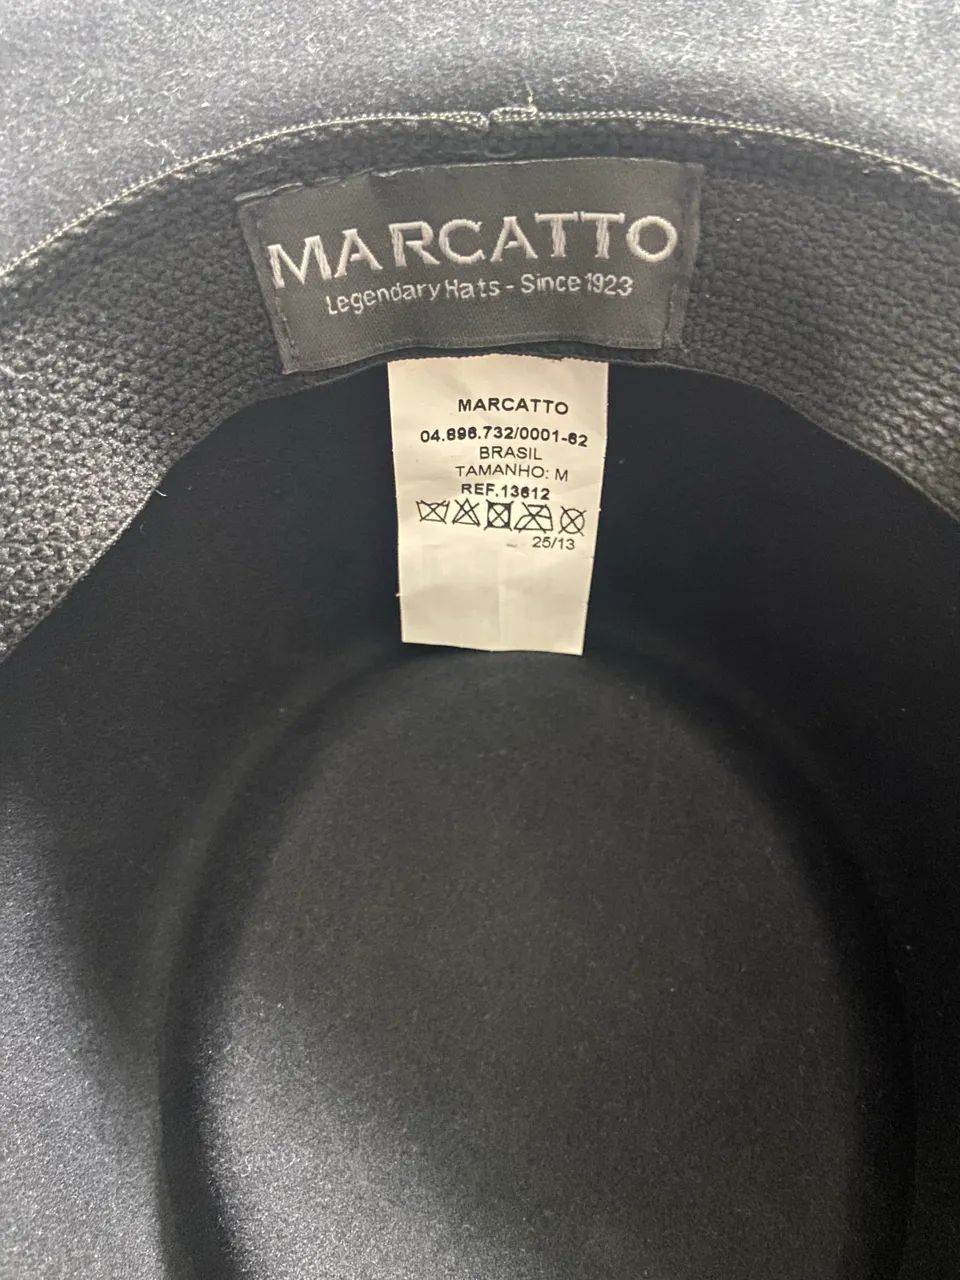 MARCATTO
Legendary Hats - Since 1923
MARCATTO
04.896.732/0001-62
BRASIL
TAMANHO: M
REF.13612
25/13